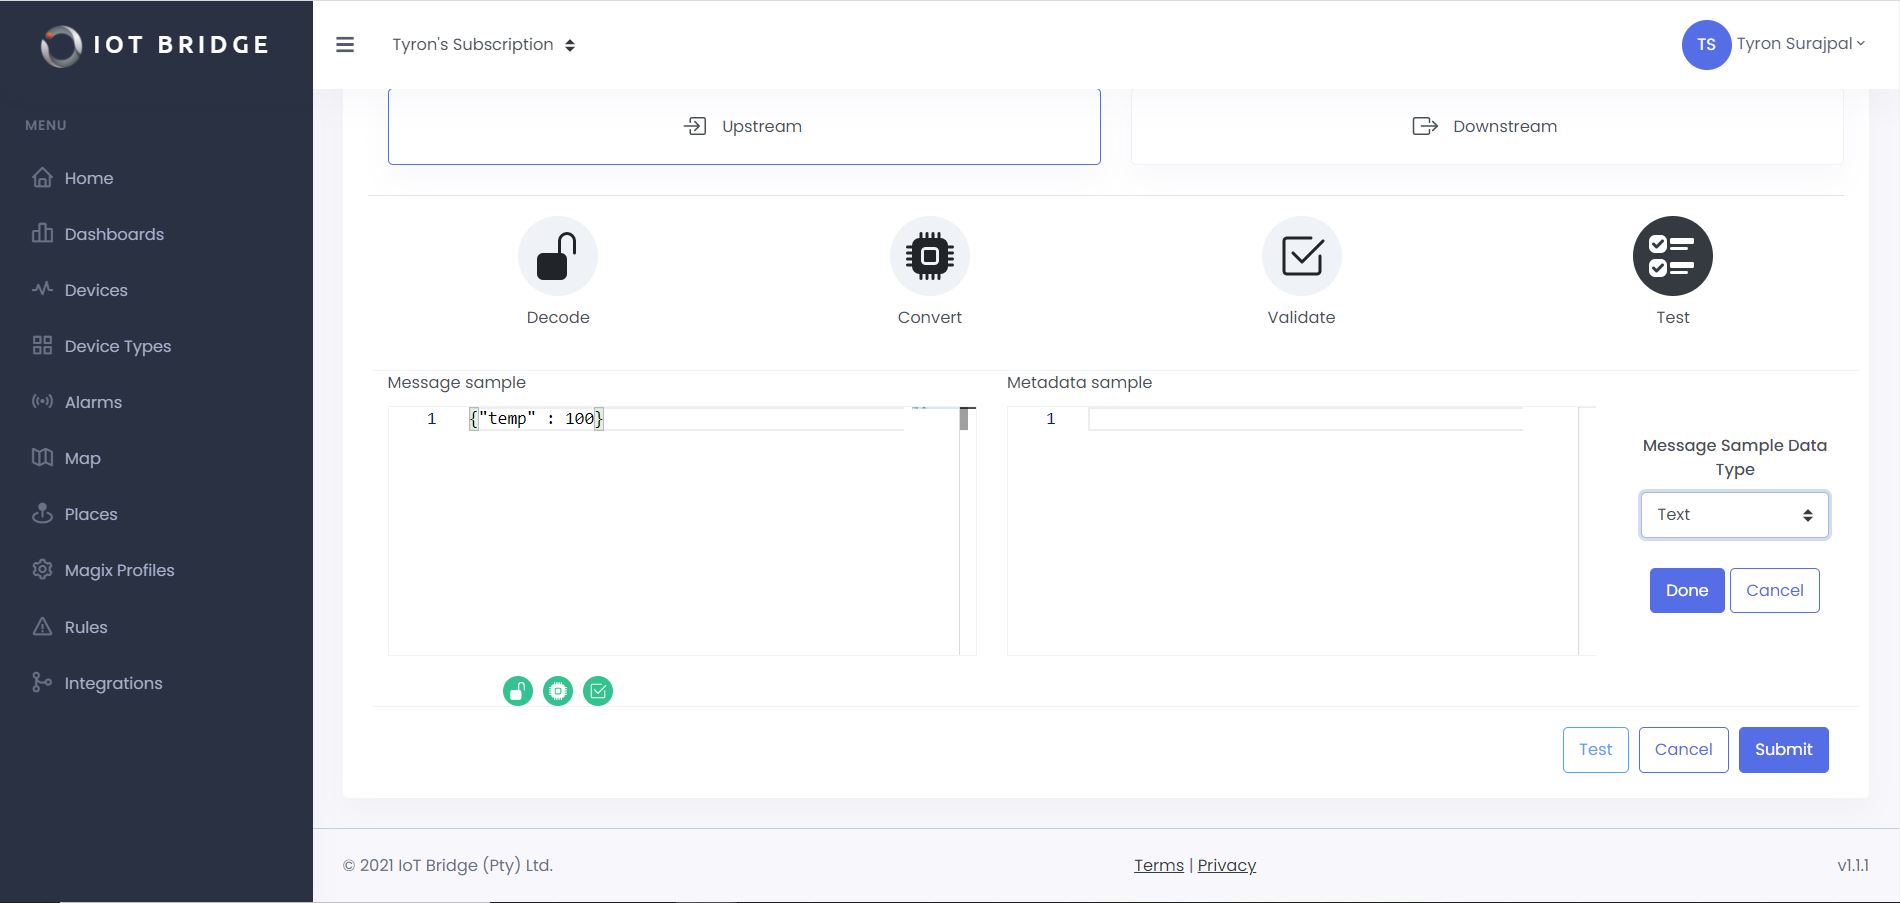 IOT BRIDGE
Tyron's Subscription
TS
Tyron Surajpal
MENU
Home
Dashboards
Devices
Device Types
Alarms
Map
Places
Magix Profiles
Rules
Integrations
Upstream
Downstream
Decode
Convert
Validate
Test
Message sample
Metadata sample
1
{"temp" : 100}
1
Message Sample Data
Type
Text
Done
Cancel
Test
Cancel
Submit
© 2021 IoT Bridge (Pty) Ltd.
Terms | Privacy
v1.1.1